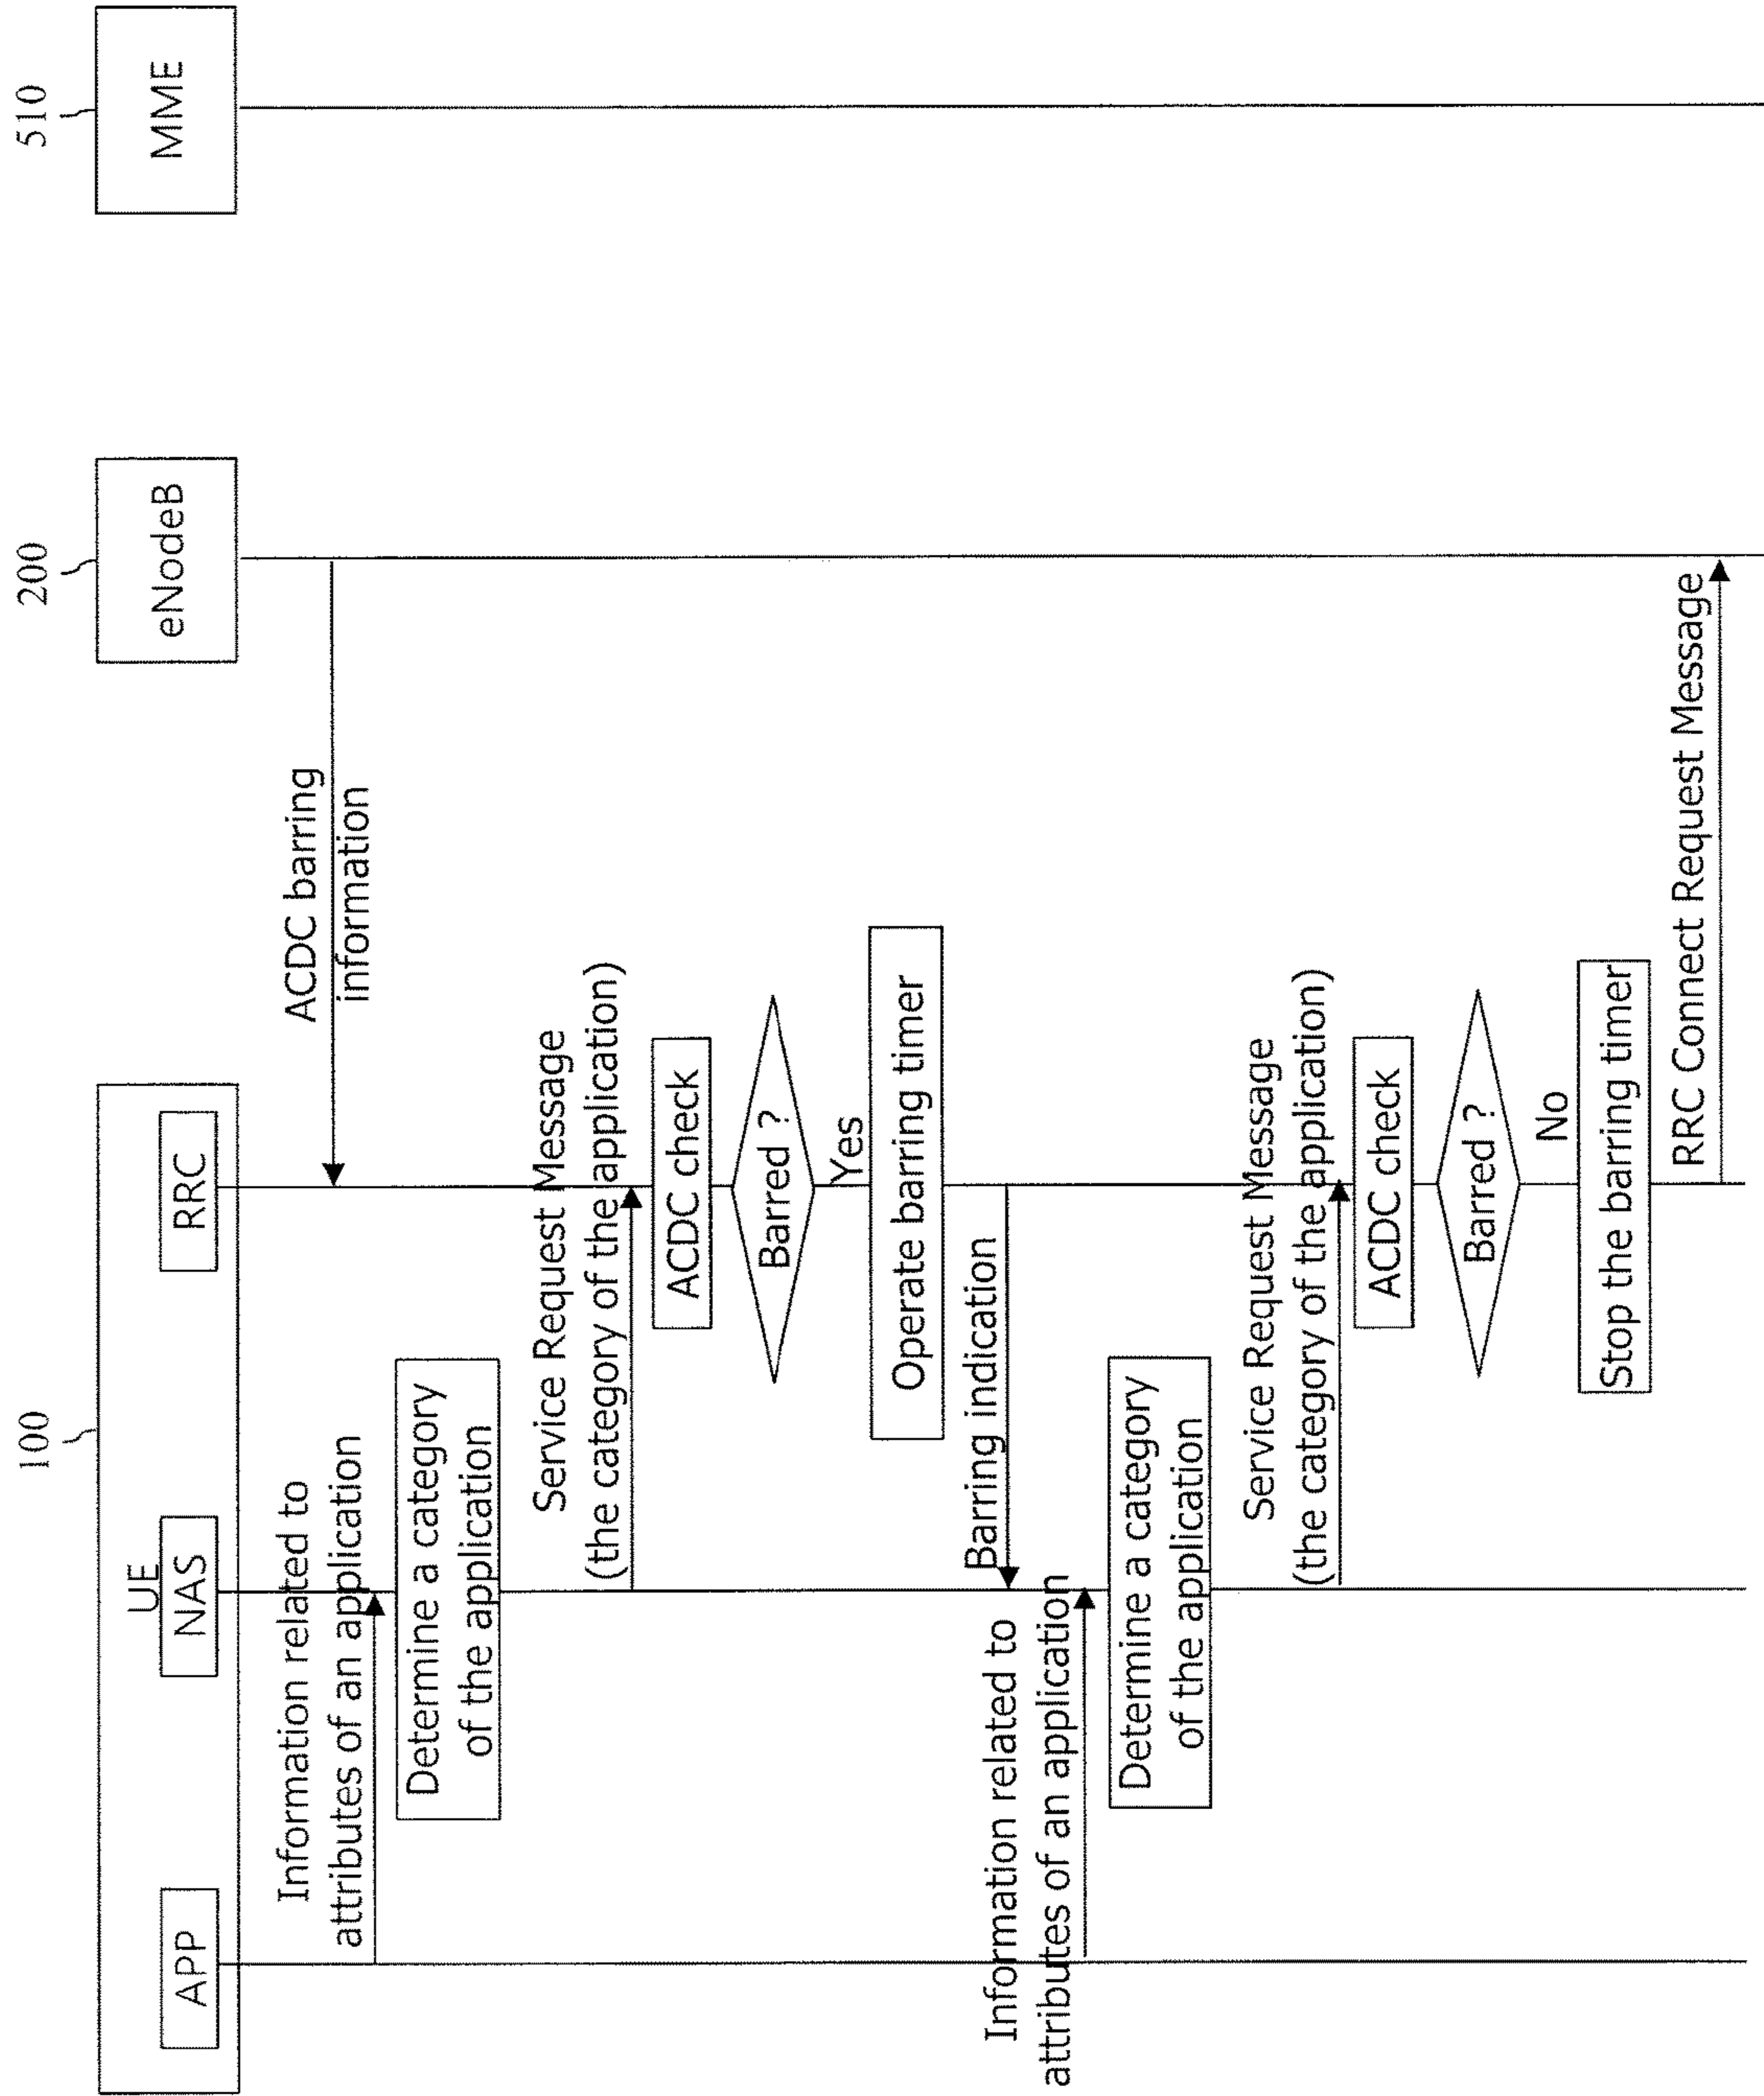 100
200
510
UE
APP
NAS
RRC
eNodeB
MME
ACDC barring
information
Information related to
attributes of an application
Determine a category
of the application
Service Request Message
(the category of the application)
ACDC check
Barred ?
Yes
Operate barring timer
Barring indication
Information related to
attributes of an application
Determine a category
of the application
Service Request Message
(the category of the application)
ACDC check
Barred ?
No
Stop the barring timer
RRC Connect Request Message